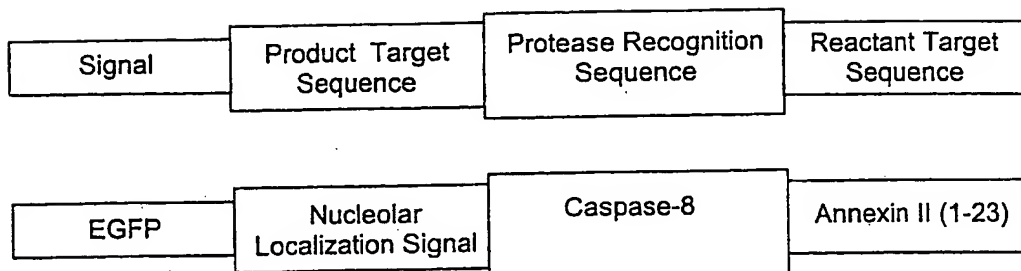 Signal
Product Target
Sequence
Protease Recognition
Sequence
Reactant Target
Sequence
EGFP
Nucleolar
Localization Signal
Caspase-8
Annexin II (1-23)